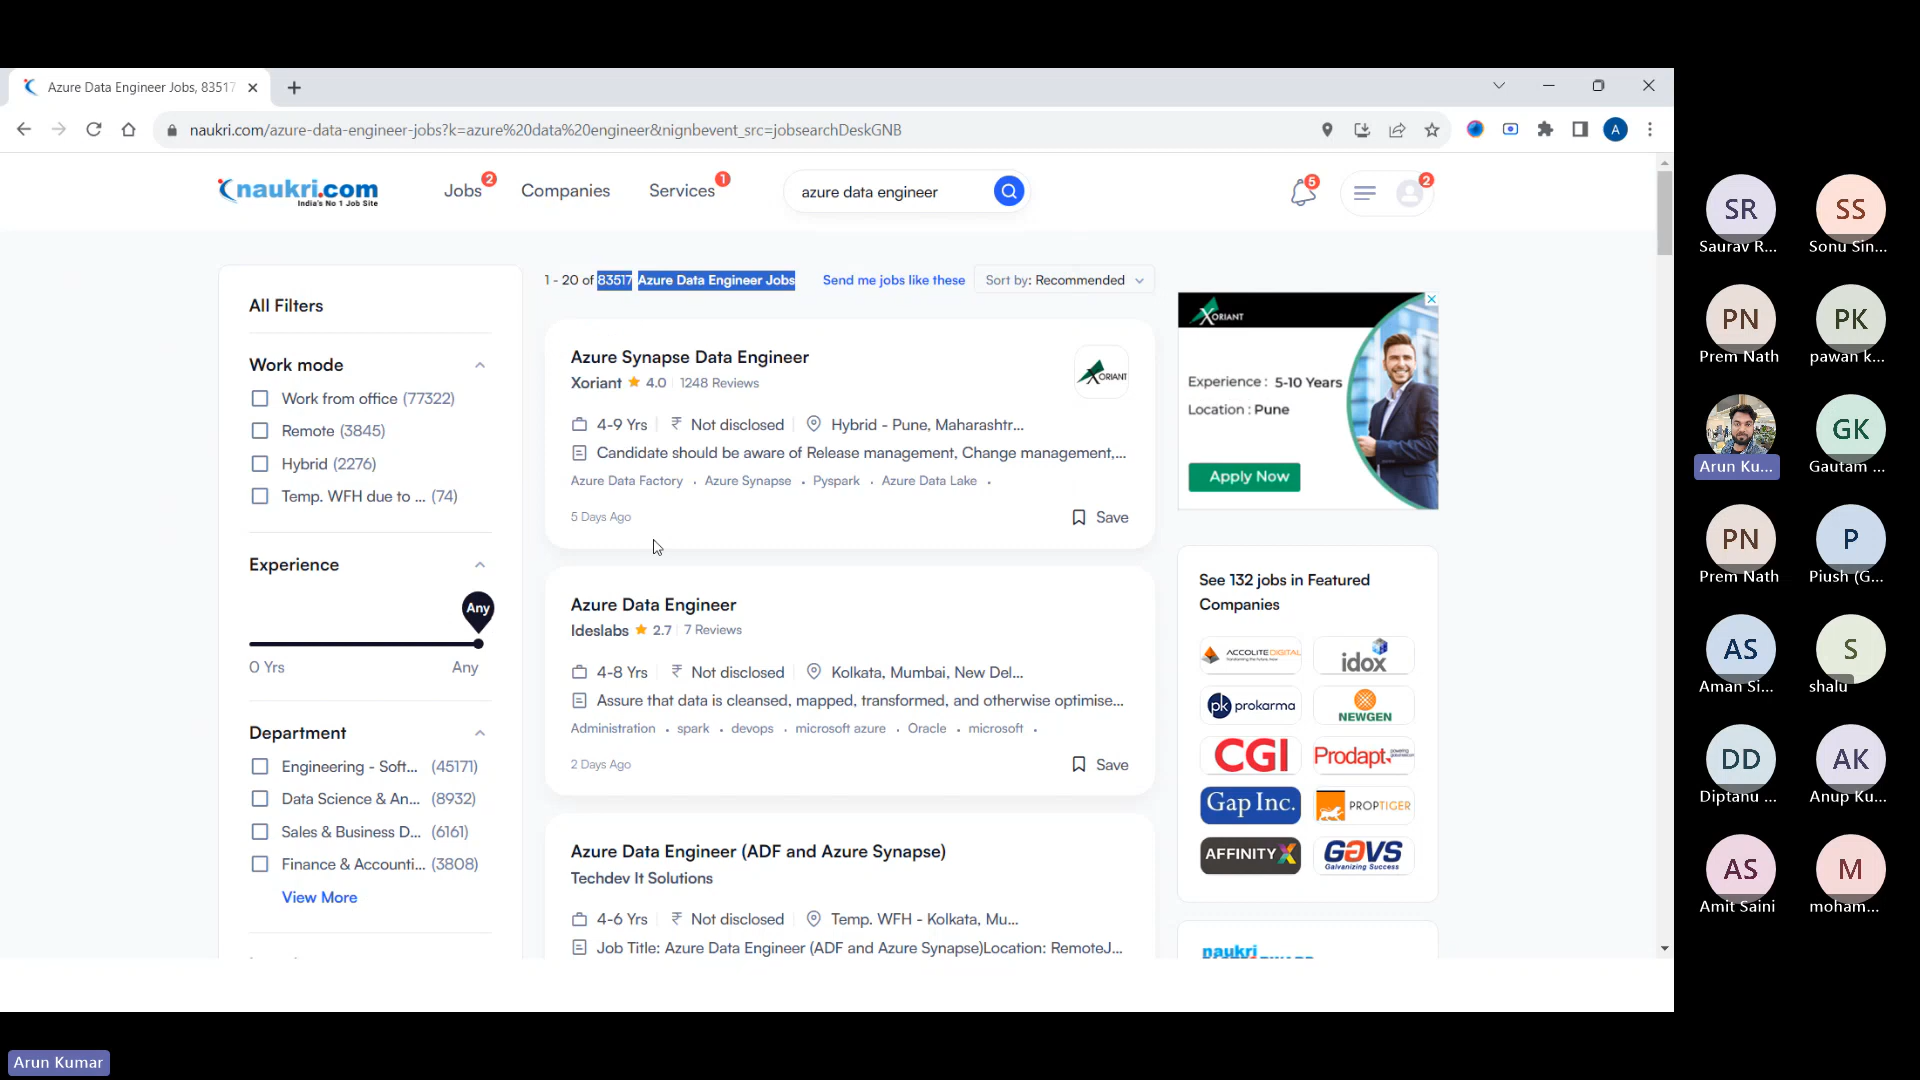 Azure Data Engineer Jobs, 83517
naukri.com/azure-data-engineer-jobs?k=azure%20data%20engineer&nignbevent_src=jobsearchDeskGNB
A
naukri.com
India's No 1 Job Site
Jobs 2
Companies
Services 1
azure data engineer
5
2
All Filters
Work mode
Work from office (77322)
Remote (3845)
Hybrid (2276)
Temp. WFH due to ... (74)
Experience
Any
0 Yrs
Any
Department
Engineering - Soft... (45171)
Data Science & An... (8932)
Sales & Business D... (6161)
Finance & Accounti... (3808)
View More
1 - 20 of 83517 Azure Data Engineer Jobs
Send me jobs like these
Sort by: Recommended
Azure Synapse Data Engineer
Xoriant 4.0 1248 Reviews
XORIANT
4-9 Yrs ₹ Not disclosed Hybrid - Pune, Maharashtr...
Candidate should be aware of Release management, Change management,...
Azure Data Factory · Azure Synapse · Pyspark · Azure Data Lake ·
5 Days Ago
Save
Azure Data Engineer
Ideslabs 2.7 7 Reviews
4-8 Yrs ₹ Not disclosed Kolkata, Mumbai, New Del...
Assure that data is cleansed, mapped, transformed, and otherwise optimise...
Administration · spark · devops · microsoft azure · Oracle · microsoft ·
2 Days Ago
Save
Azure Data Engineer (ADF and Azure Synapse)
Techdev It Solutions
4-6 Yrs ₹ Not disclosed Temp. WFH - Kolkata, Mu...
Job Title: Azure Data Engineer (ADF and Azure Synapse)Location: RemoteJ...
XORIANT
Experience : 5-10 Years
Location : Pune
Apply Now
See 132 jobs in Featured
Companies
ACCOLITE DIGITAL
idox
pk prokarma
NEWGEN
CGI
Prodapt
Gap Inc.
PROPTIGER
AFFINITY X
GAVS
Galvanizing Success
naukri
SR
Saurav R...
SS
Sonu Sin...
PN
Prem Nath
PK
pawan k...
Arun Ku...
GK
Gautam ...
PN
Prem Nath
P
Piush (G...
AS
Aman Si...
S
shalu
DD
Diptanu ...
AK
Anup Ku...
AS
Amit Saini
M
moham...
Arun Kumar